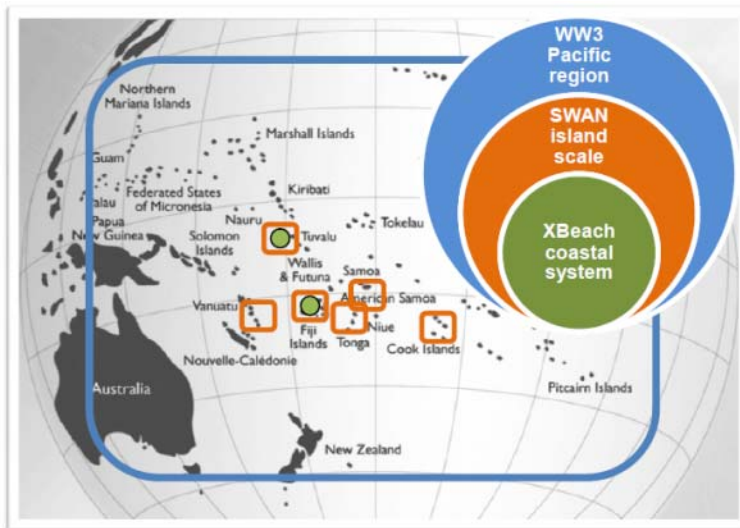 WW3
Pacific
region
SWAN
island
scale
XBeach
coastal
system
Northern
Mariana Islands
Marshall Islands
Guam
Federated States
of Micronesia
Palau
Papua
New Guinea
Kiribati
Nauru
Solomon
Islands
Tuvalu
Tokelau
Wallis
& Futuna
Samoa
American Samoa
Vanuatu
Fiji
Islands
Tonga
Niue
Cook Islands
Nouvelle-Calédonie
Pitcairn Islands
Australia
New Zealand